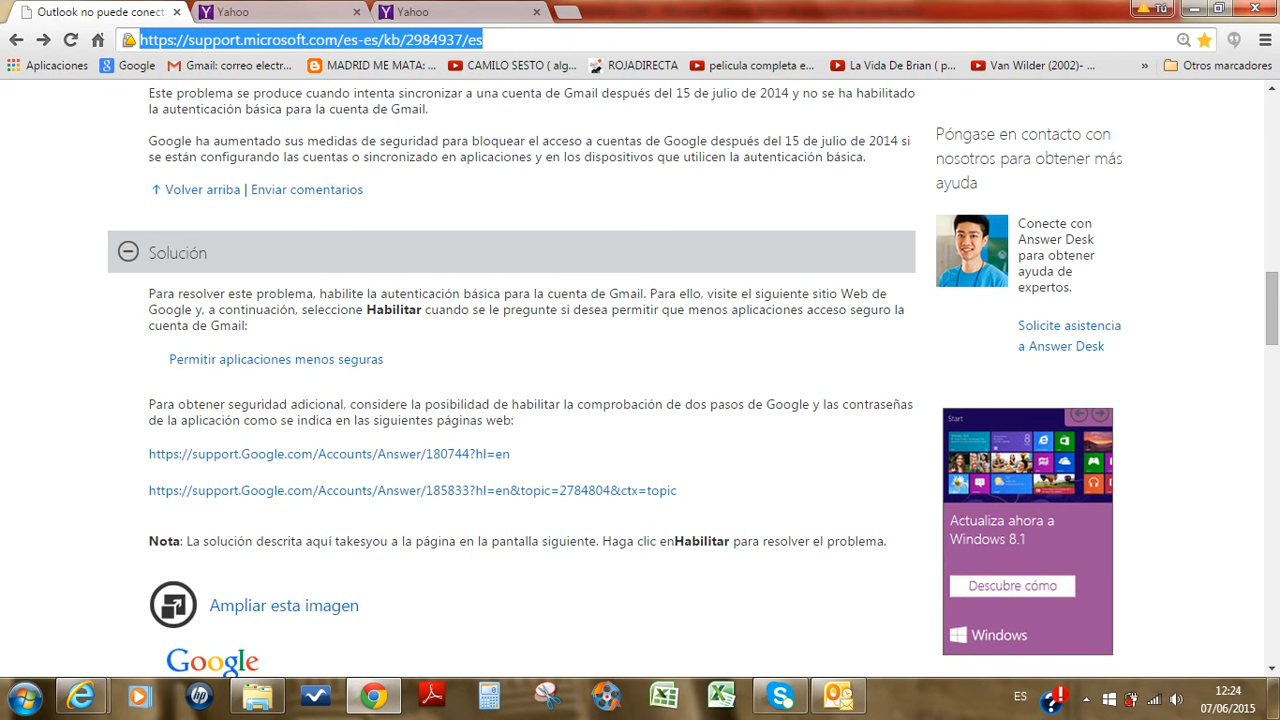 Outlook no puede conect
Yahoo
Yahoo
Tú
https://support.microsoft.com/es-es/kb/2984937/es
Aplicaciones
Google
Gmail: correo electr...
MADRID ME MATA: ...
CAMILO SESTO ( alg...
ROJADIRECTA
pelicula completa e...
La Vida De Brian ( p...
Van Wilder (2002)- ...
»
Otros marcadores
Este problema se produce cuando intenta sincronizar a una cuenta de Gmail después del 15 de julio de 2014 y no se ha habilitado
la autenticación básica para la cuenta de Gmail.
Google ha aumentado sus medidas de seguridad para bloquear el acceso a cuentas de Google después del 15 de julio de 2014 si
se están configurando las cuentas o sincronizado en aplicaciones y en los dispositivos que utilicen la autenticación básica.
↑ Volver arriba | Enviar comentarios
Solución
Para resolver este problema, habilite la autenticación básica para la cuenta de Gmail. Para ello, visite el siguiente sitio Web de
Google y, a continuación, seleccione Habilitar cuando se le pregunte si desea permitir que menos aplicaciones acceso seguro la
cuenta de Gmail:
Permitir aplicaciones menos seguras
Para obtener seguridad adicional, considere la posibilidad de habilitar la comprobación de dos pasos de Google y las contraseñas
de la aplicación como se indica en las siguientes páginas web:
https://support.Google.com/Accounts/Answer/180744?hl=en
https://support.Google.com/Accounts/Answer/185833?hl=en&topic=2784804&ctx=topic
Nota: La solución descrita aquí takesyou a la página en la pantalla siguiente. Haga clic enHabilitar para resolver el problema.
Ampliar esta imagen
Google
Póngase en contacto con
nosotros para obtener más
ayuda
Conecte con
Answer Desk
para obtener
ayuda de
expertos.
Solicite asistencia
a Answer Desk
Start
Actualiza ahora a
Windows 8.1
Descubre cómo
Windows
ES
12:24
07/06/2015